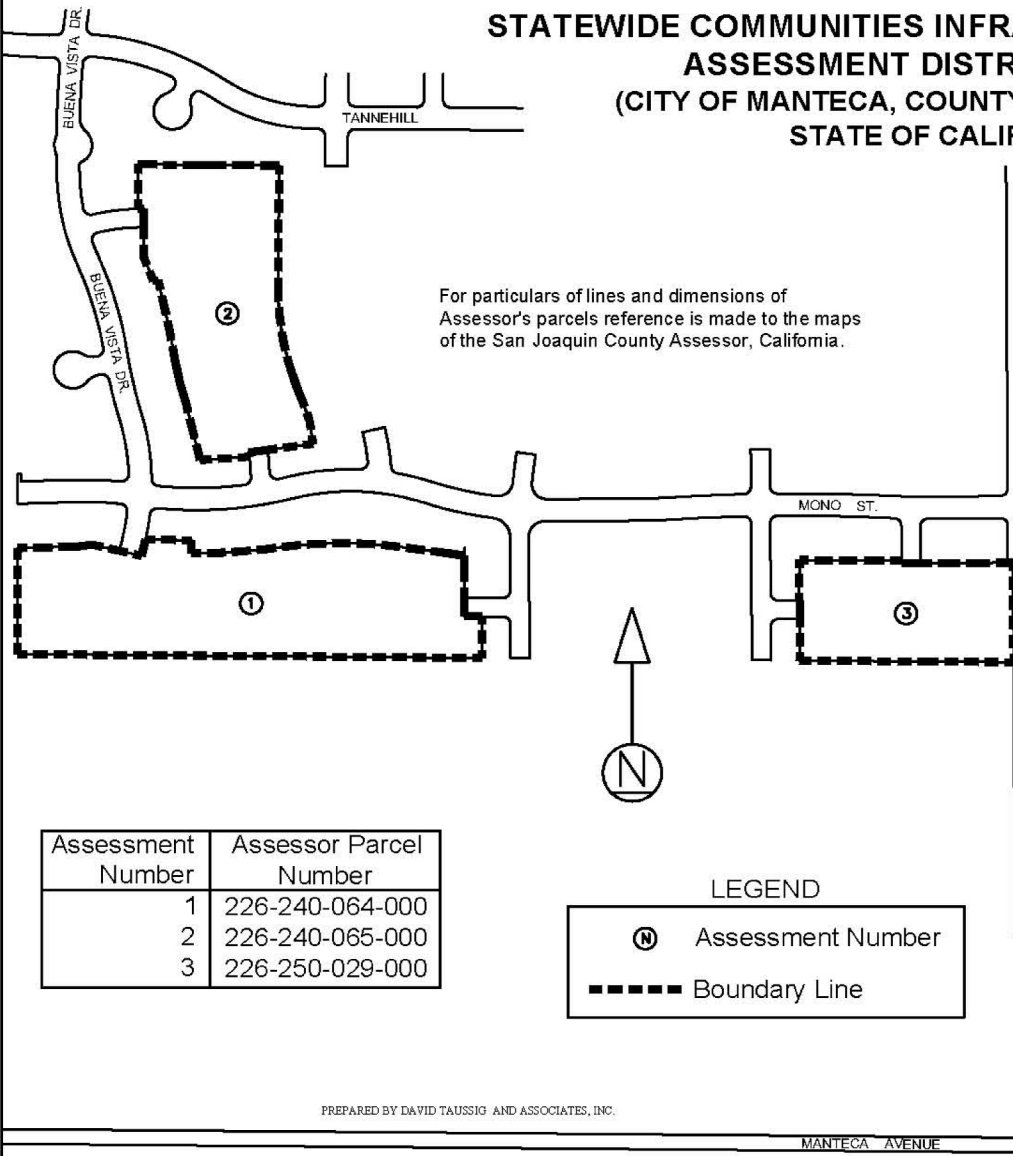 STATEWIDE COMMUNITIES INFR
ASSESSMENT DISTR
(CITY OF MANTECA, COUNTY
STATE OF CALIF
BUENA VISTA DR.
TANNEHILL
BUENA VISTA DR.
2
For particulars of lines and dimensions of
Assessor's parcels reference is made to the maps
of the San Joaquin County Assessor, California.
MONO ST.
1
3
N
Assessment Number
Assessor Parcel Number
1 226-240-064-000
2 226-240-065-000
3 226-250-029-000
LEGEND
N Assessment Number
Boundary Line
PREPARED BY DAVID TAUSSIG AND ASSOCIATES, INC.
MANTECA AVENUE